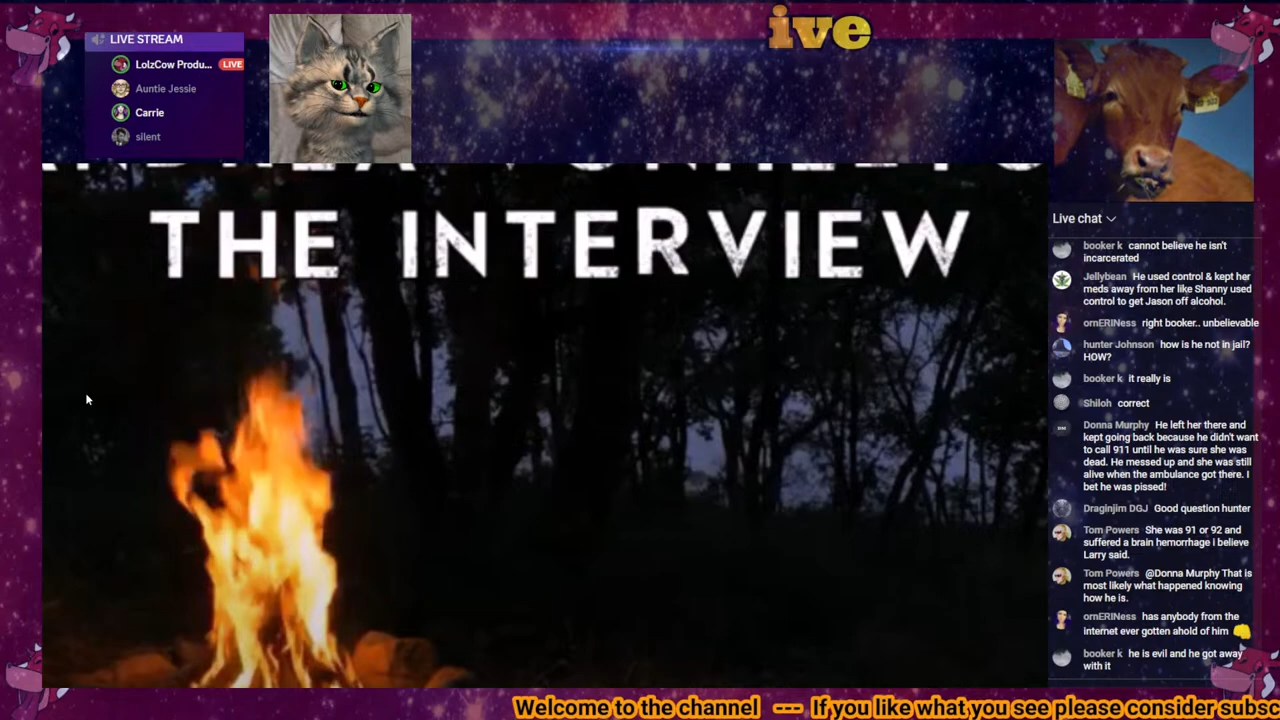 ive
LIVE STREAM
LolzCow Produ... LIVE
Auntie Jessie
Carrie
silent
THE INTERVIEW
Live chat
booker k cannot believe he isn't
incarcerated
Jellybean He used control & kept her
meds away from her like Shanny used
control to get Jason off alcohol.
ornERINess right booker.. unbelievable
hunter Johnson how is he not in jail?
HOW?
booker k it really is
Shiloh correct
Donna Murphy He left her there and
kept going back because he didn't want
to call 911 until he was sure she was
dead. He messed up and she was still
alive when the ambulance got there. I
bet he was pissed!
Draginjim DGJ Good question hunter
Tom Powers She was 91 or 92 and
suffered a brain hemorrhage i believe
Larry said.
Tom Powers @Donna Murphy That is
most likely what happened knowing
how he is.
ornERINess has anybody from the
internet ever gotten ahold of him
booker k he is evil and he got away
with it
Welcome to the channel --- If you like what you see please consider subsc